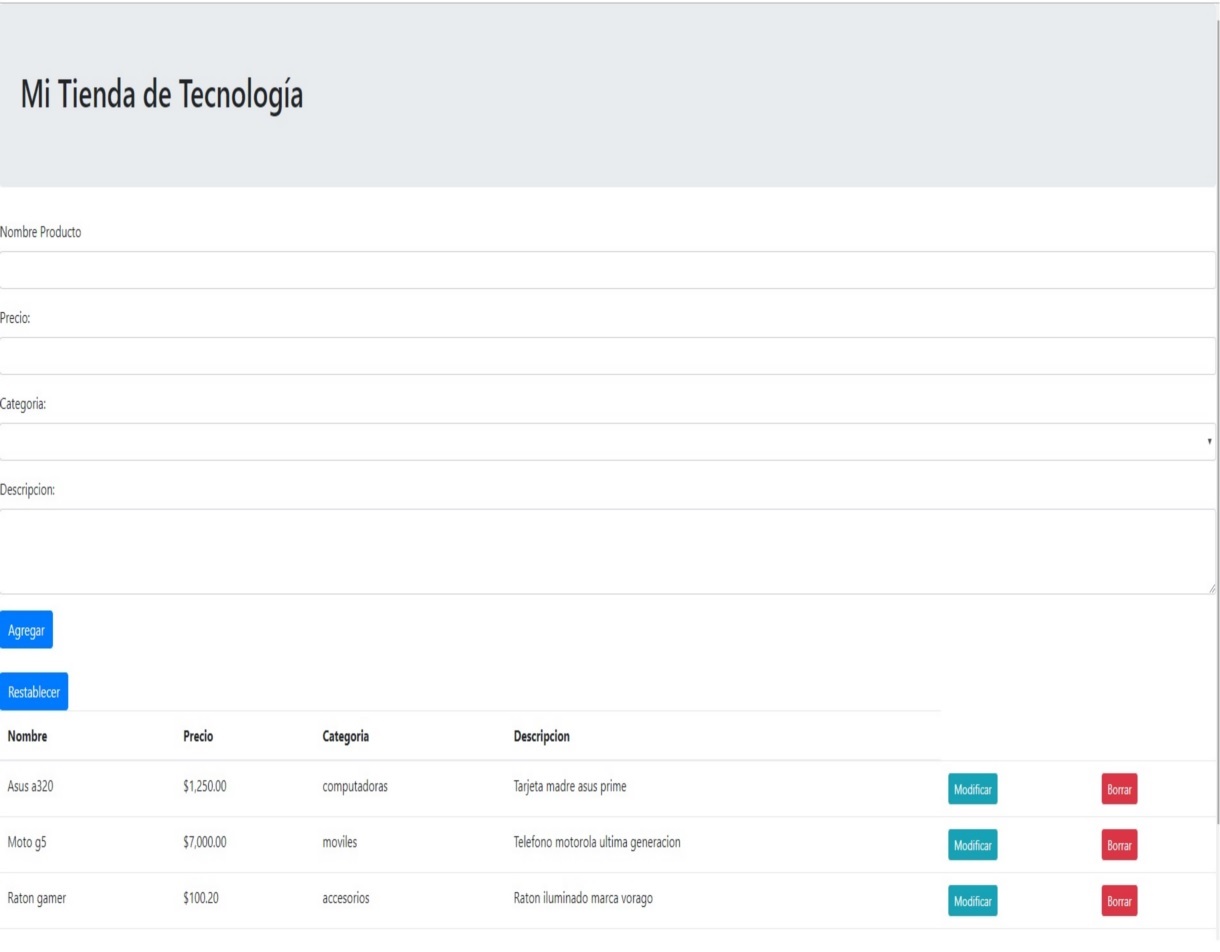 Mi Tienda de Tecnología
Nombre Producto
Precio:
Categoria:
Descripcion:
Agregar
Restablecer
Nombre Precio Categoria Descripcion
Asus a320 $1,250.00 computadoras Tarjeta madre asus prime Modificar Borrar
Moto g5 $7,000.00 moviles Telefono motorola ultima generacion Modificar Borrar
Raton gamer $100.20 accesorios Raton iluminado marca vorago Modificar Borrar